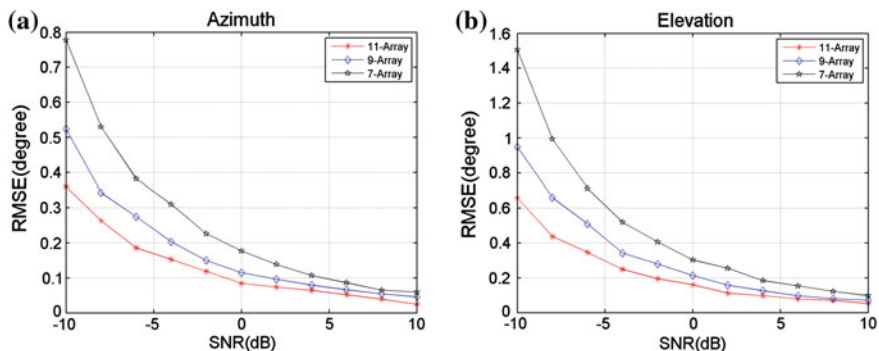 (a)
Azimuth
0.8
0.7
0.6
0.5
0.4
0.3
0.2
0.1
0
-10
-5
0
5
10
RMSE(degree)
SNR(dB)
11-Array
9-Array
7-Array
(b)
Elevation
1.6
1.4
1.2
1
0.8
0.6
0.4
0.2
0
-10
-5
0
5
10
RMSE(degree)
SNR(dB)
11-Array
9-Array
7-Array